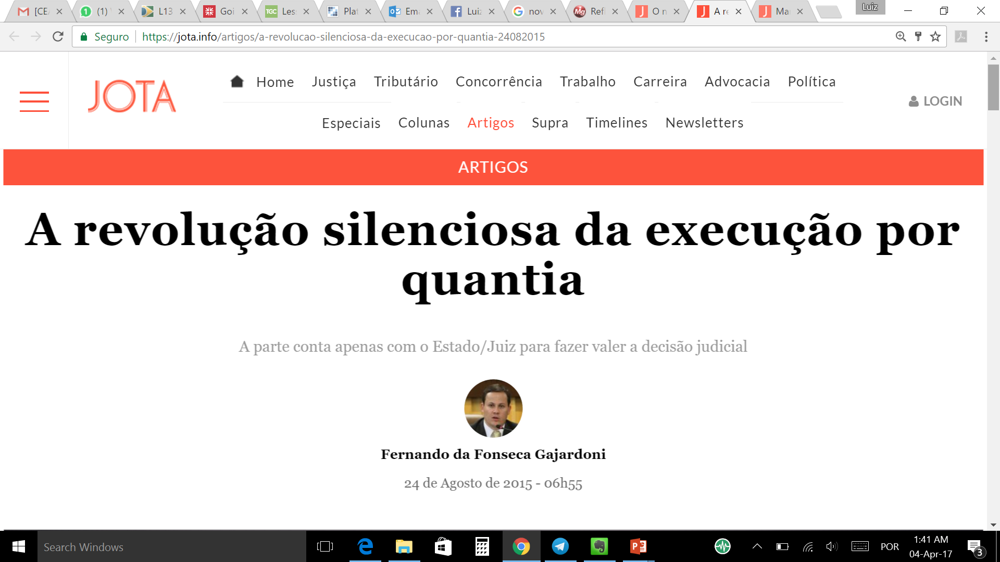 [CE
(1)
L13
Goi
Les
Pla
Ema
Luiz
nov
Ref
O n
A re
Ma
Luiz
Seguro https://jota.info/artigos/a-revolucao-silenciosa-da-execucao-por-quantia-24082015
JOTA
Home Justiça Tributário Concorrência Trabalho Carreira Advocacia Política
LOGIN
Especiais Colunas Artigos Supra Timelines Newsletters
ARTIGOS
A revolução silenciosa da execução por
quantia
A parte conta apenas com o Estado/Juiz para fazer valer a decisão judicial
Fernando da Fonseca Gajardoni
24 de Agosto de 2015 - 06h55
Search Windows
POR
1:41 AM
04-Apr-17
3